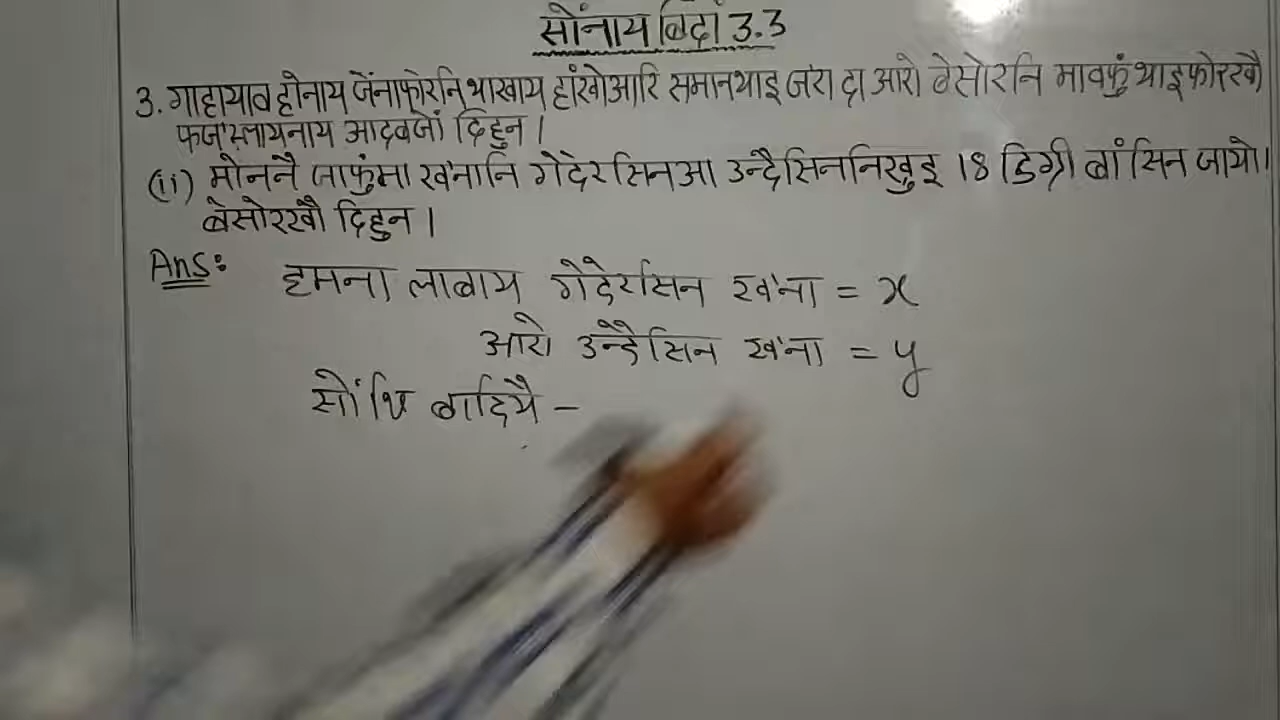 सोंनाय बिदां 3.3
3. गाहायाव होनाय जेंनाफोरनि थाखाय हांखोआरि समानथाइ जरा दा आरो बेसोरनि मावफुं थाइफोरखौ
फज'स्लायनाय आदबजों दिहुन।
(ii) मोननै जाफुंसा ख'नानि गेदेरसिनआ उन्दैसिननिखुइ 18 डिग्री बांसिन जायो।
बेसोरखौ दिहुन।
Ans: हमना लाबाय गेदेरसिन ख'ना = x
आरो उन्दैसिन ख'ना = y
सोंथि बादियै –